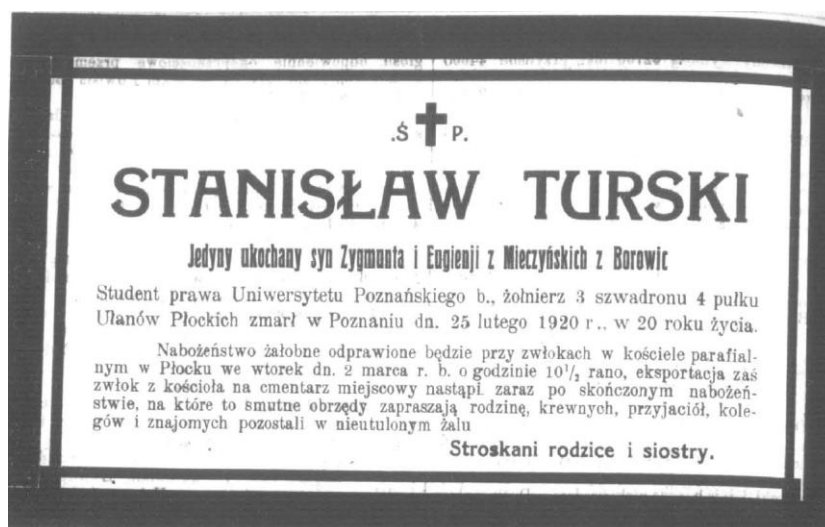 .Ś P.
STANISŁAW TURSKI
Jedyny ukochany syn Zygmunta i Eugienji z Mieczyńskich z Borowic
Student prawa Uniwersytetu Poznańskiego b., żołnierz 3 szwadronu 4 pułku
Ułanów Płockich zmarł w Poznaniu dn. 25 lutego 1920 r.. w 20 roku życia.
Nabożeństwo żałobne odprawione będzie przy zwłokach w kościele parafial-
nym w Płocku we wtorek dn. 2 marca r. b. o godzinie 10¹/₂ rano, eksportacja zaś
zwłok z kościoła na cmentarz miejscowy nastąpi zaraz po skończonym nabożeń-
stwie, na które to smutne obrzędy zapraszają rodzinę, krewnych, przyjaciół, kole-
gów i znajomych pozostali w nieutulonym żalu
Stroskani rodzice i siostry.